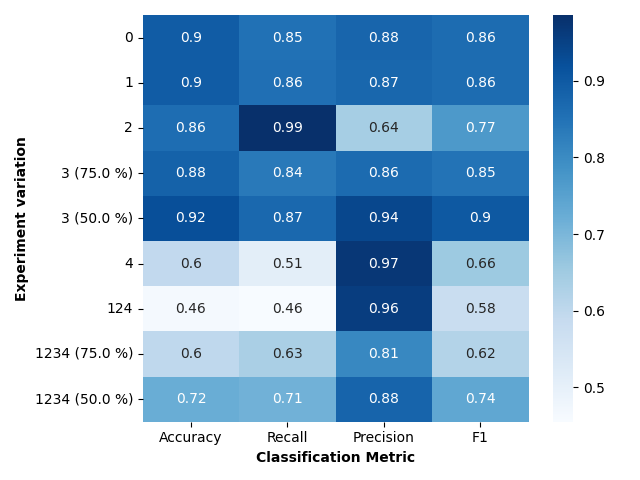 0 0.9 0.85 0.88 0.86
1 0.9 0.86 0.87 0.86 0.9
2 0.86 0.99 0.64 0.77
0.8
3 (75.0 %) 0.88 0.84 0.86 0.85
3 (50.0 %) 0.92 0.87 0.94 0.9
0.7
4 0.6 0.51 0.97 0.66
124 0.46 0.46 0.96 0.58 0.6
1234 (75.0 %) 0.6 0.63 0.81 0.62
1234 (50.0 %) 0.72 0.71 0.88 0.74 0.5
Accuracy Recall Precision F1
Classification Metric
Experiment variation